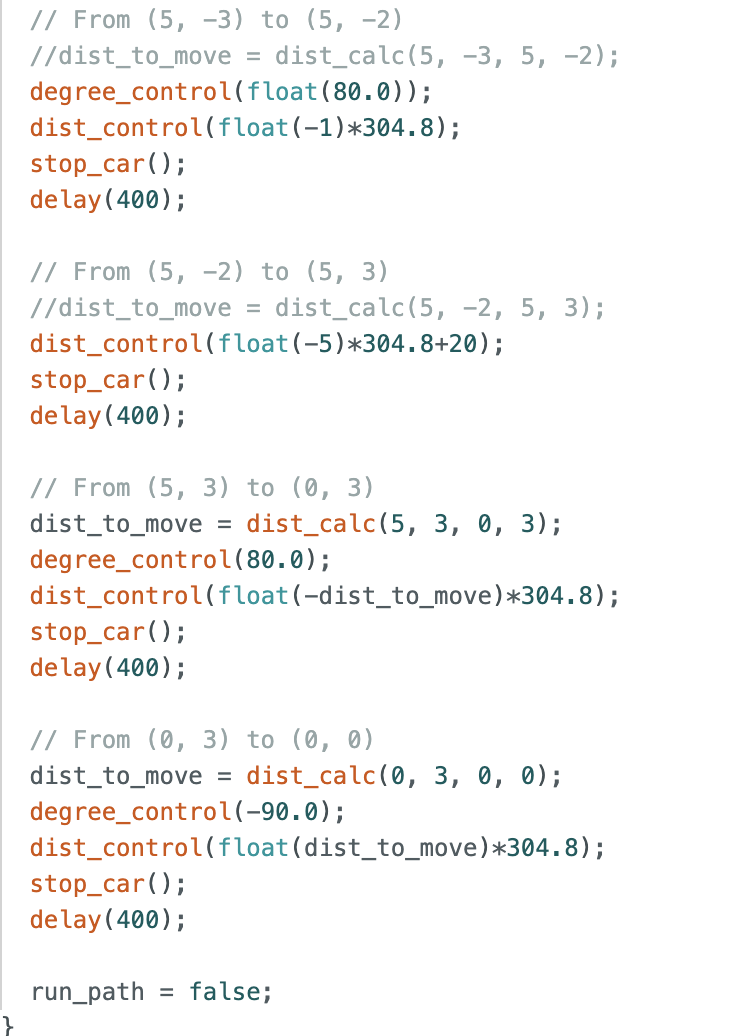 // From (5, -3) to (5, -2)
//dist_to_move = dist_calc(5, -3, 5, -2);
degree_control(float(80.0));
dist_control(float(-1)*304.8);
stop_car();
delay(400);

// From (5, -2) to (5, 3)
//dist_to_move = dist_calc(5, -2, 5, 3);
dist_control(float(-5)*304.8+20);
stop_car();
delay(400);

// From (5, 3) to (0, 3)
dist_to_move = dist_calc(5, 3, 0, 3);
degree_control(80.0);
dist_control(float(-dist_to_move)*304.8);
stop_car();
delay(400);

// From (0, 3) to (0, 0)
dist_to_move = dist_calc(0, 3, 0, 0);
degree_control(-90.0);
dist_control(float(dist_to_move)*304.8);
stop_car();
delay(400);

run_path = false;
}